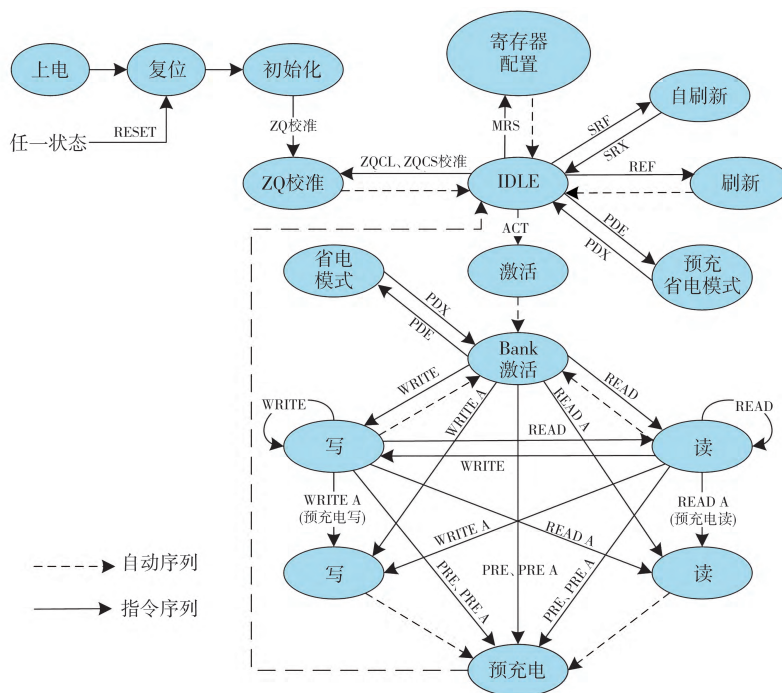 寄存器
配置
上电
复位
初始化
自刷新
任一状态
RESET
ZQ校准
MRS
SRF
SRX
ZQCL、ZQCS校准
REF
ZQ校准
IDLE
刷新
ACT
PDE
PDX
省电
模式
激活
预充
省电模式
PDX
PDE
Bank
激活
WRITE
WRITE A
READ A
READ
WRITE
READ
写
READ
读
WRITE
WRITE A
(预充电写)
READ A
(预充电读)
WRITE A
READ A
自动序列
写
PRE、PRE A
PRE、PRE A
PRE、PRE A
读
指令序列
预充电